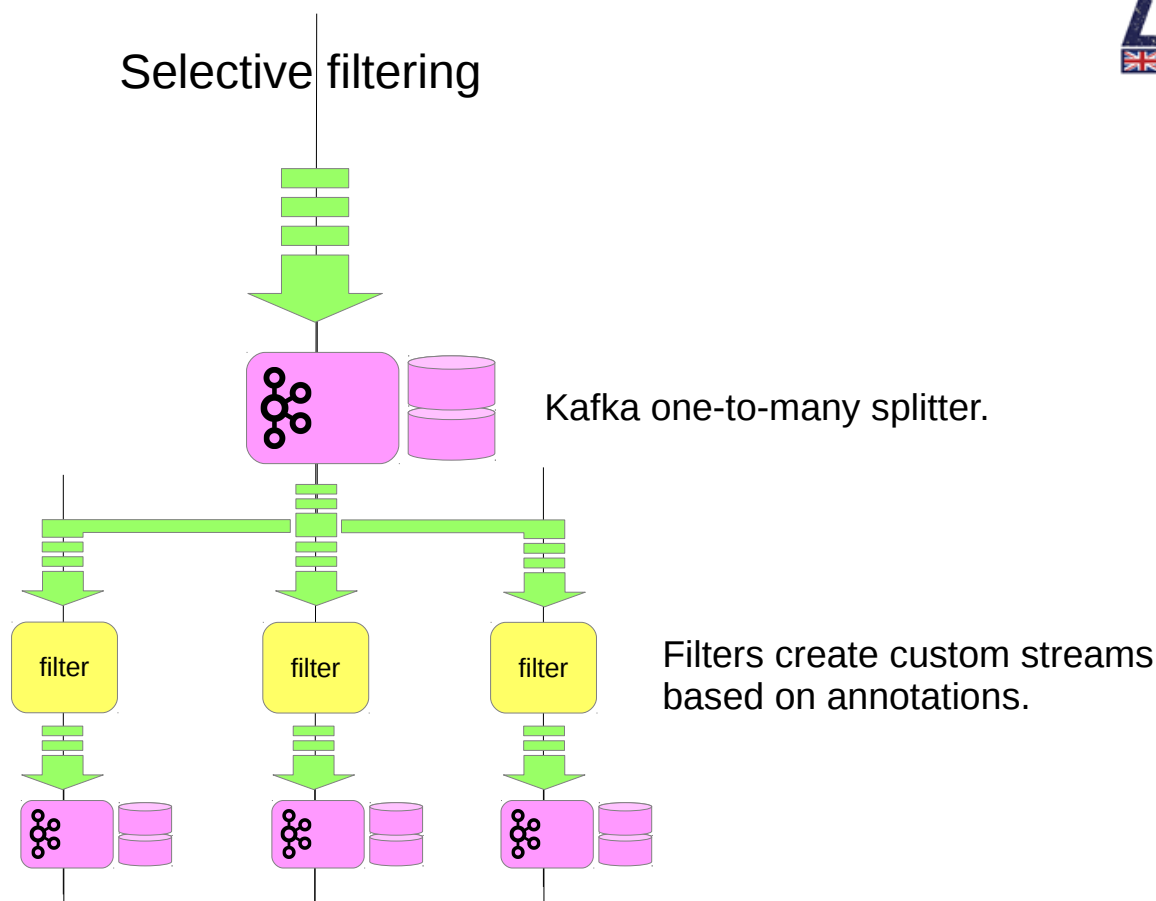 Selective filtering
Kafka one-to-many splitter.
filter
filter
filter
Filters create custom streams
based on annotations.